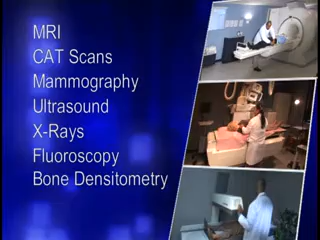 MRI
CAT Scans
Mammography
Ultrasound
X-Rays
Fluoroscopy
Bone Densitometry